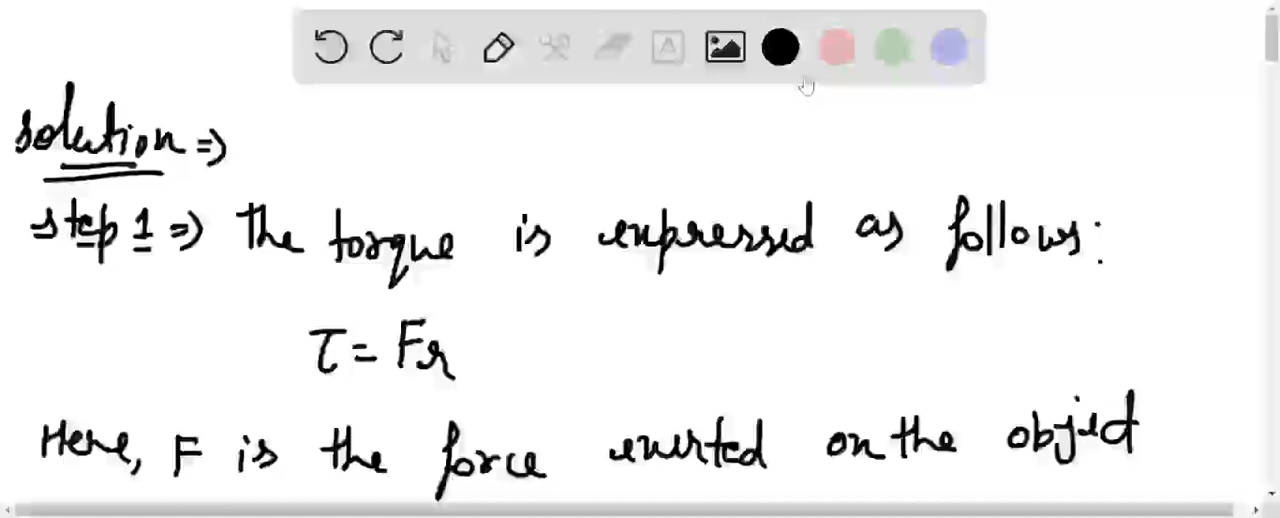 A
solution ⇒
step 1 ⇒ the torque is expressed as follows:
τ = Fr
Here, F is the force exerted on the object